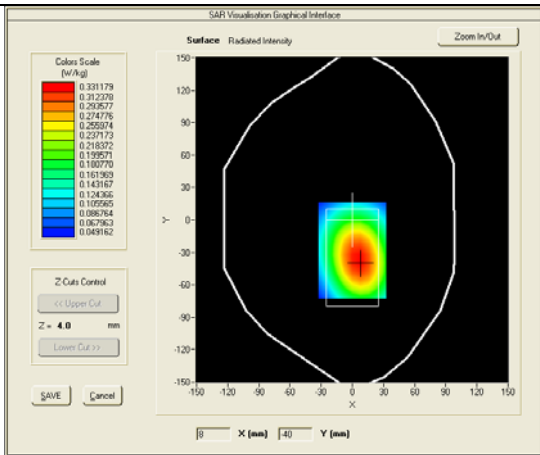 SAR Visualisation Graphical Interface
Surface Radiated Intensity
Zoom In/Out
Colors Scale
(W/kg)
0.331179
0.312378
0.293577
0.274776
0.255974
0.237173
0.218372
0.199571
0.180770
0.161969
0.143167
0.124366
0.105565
0.086764
0.067963
0.049162
Z Cuts Control
<< Upper Cut
Z = 4.0 mm
Lower Cut >>
SAVE Cancel
150-
120-
90-
60-
30-
0-
-30-
-60-
-90-
-120-
-150-
Y
-150 -120 -90 -60 -30 0 30 60 90 120 150
X
8 X (mm) -40 Y (mm)